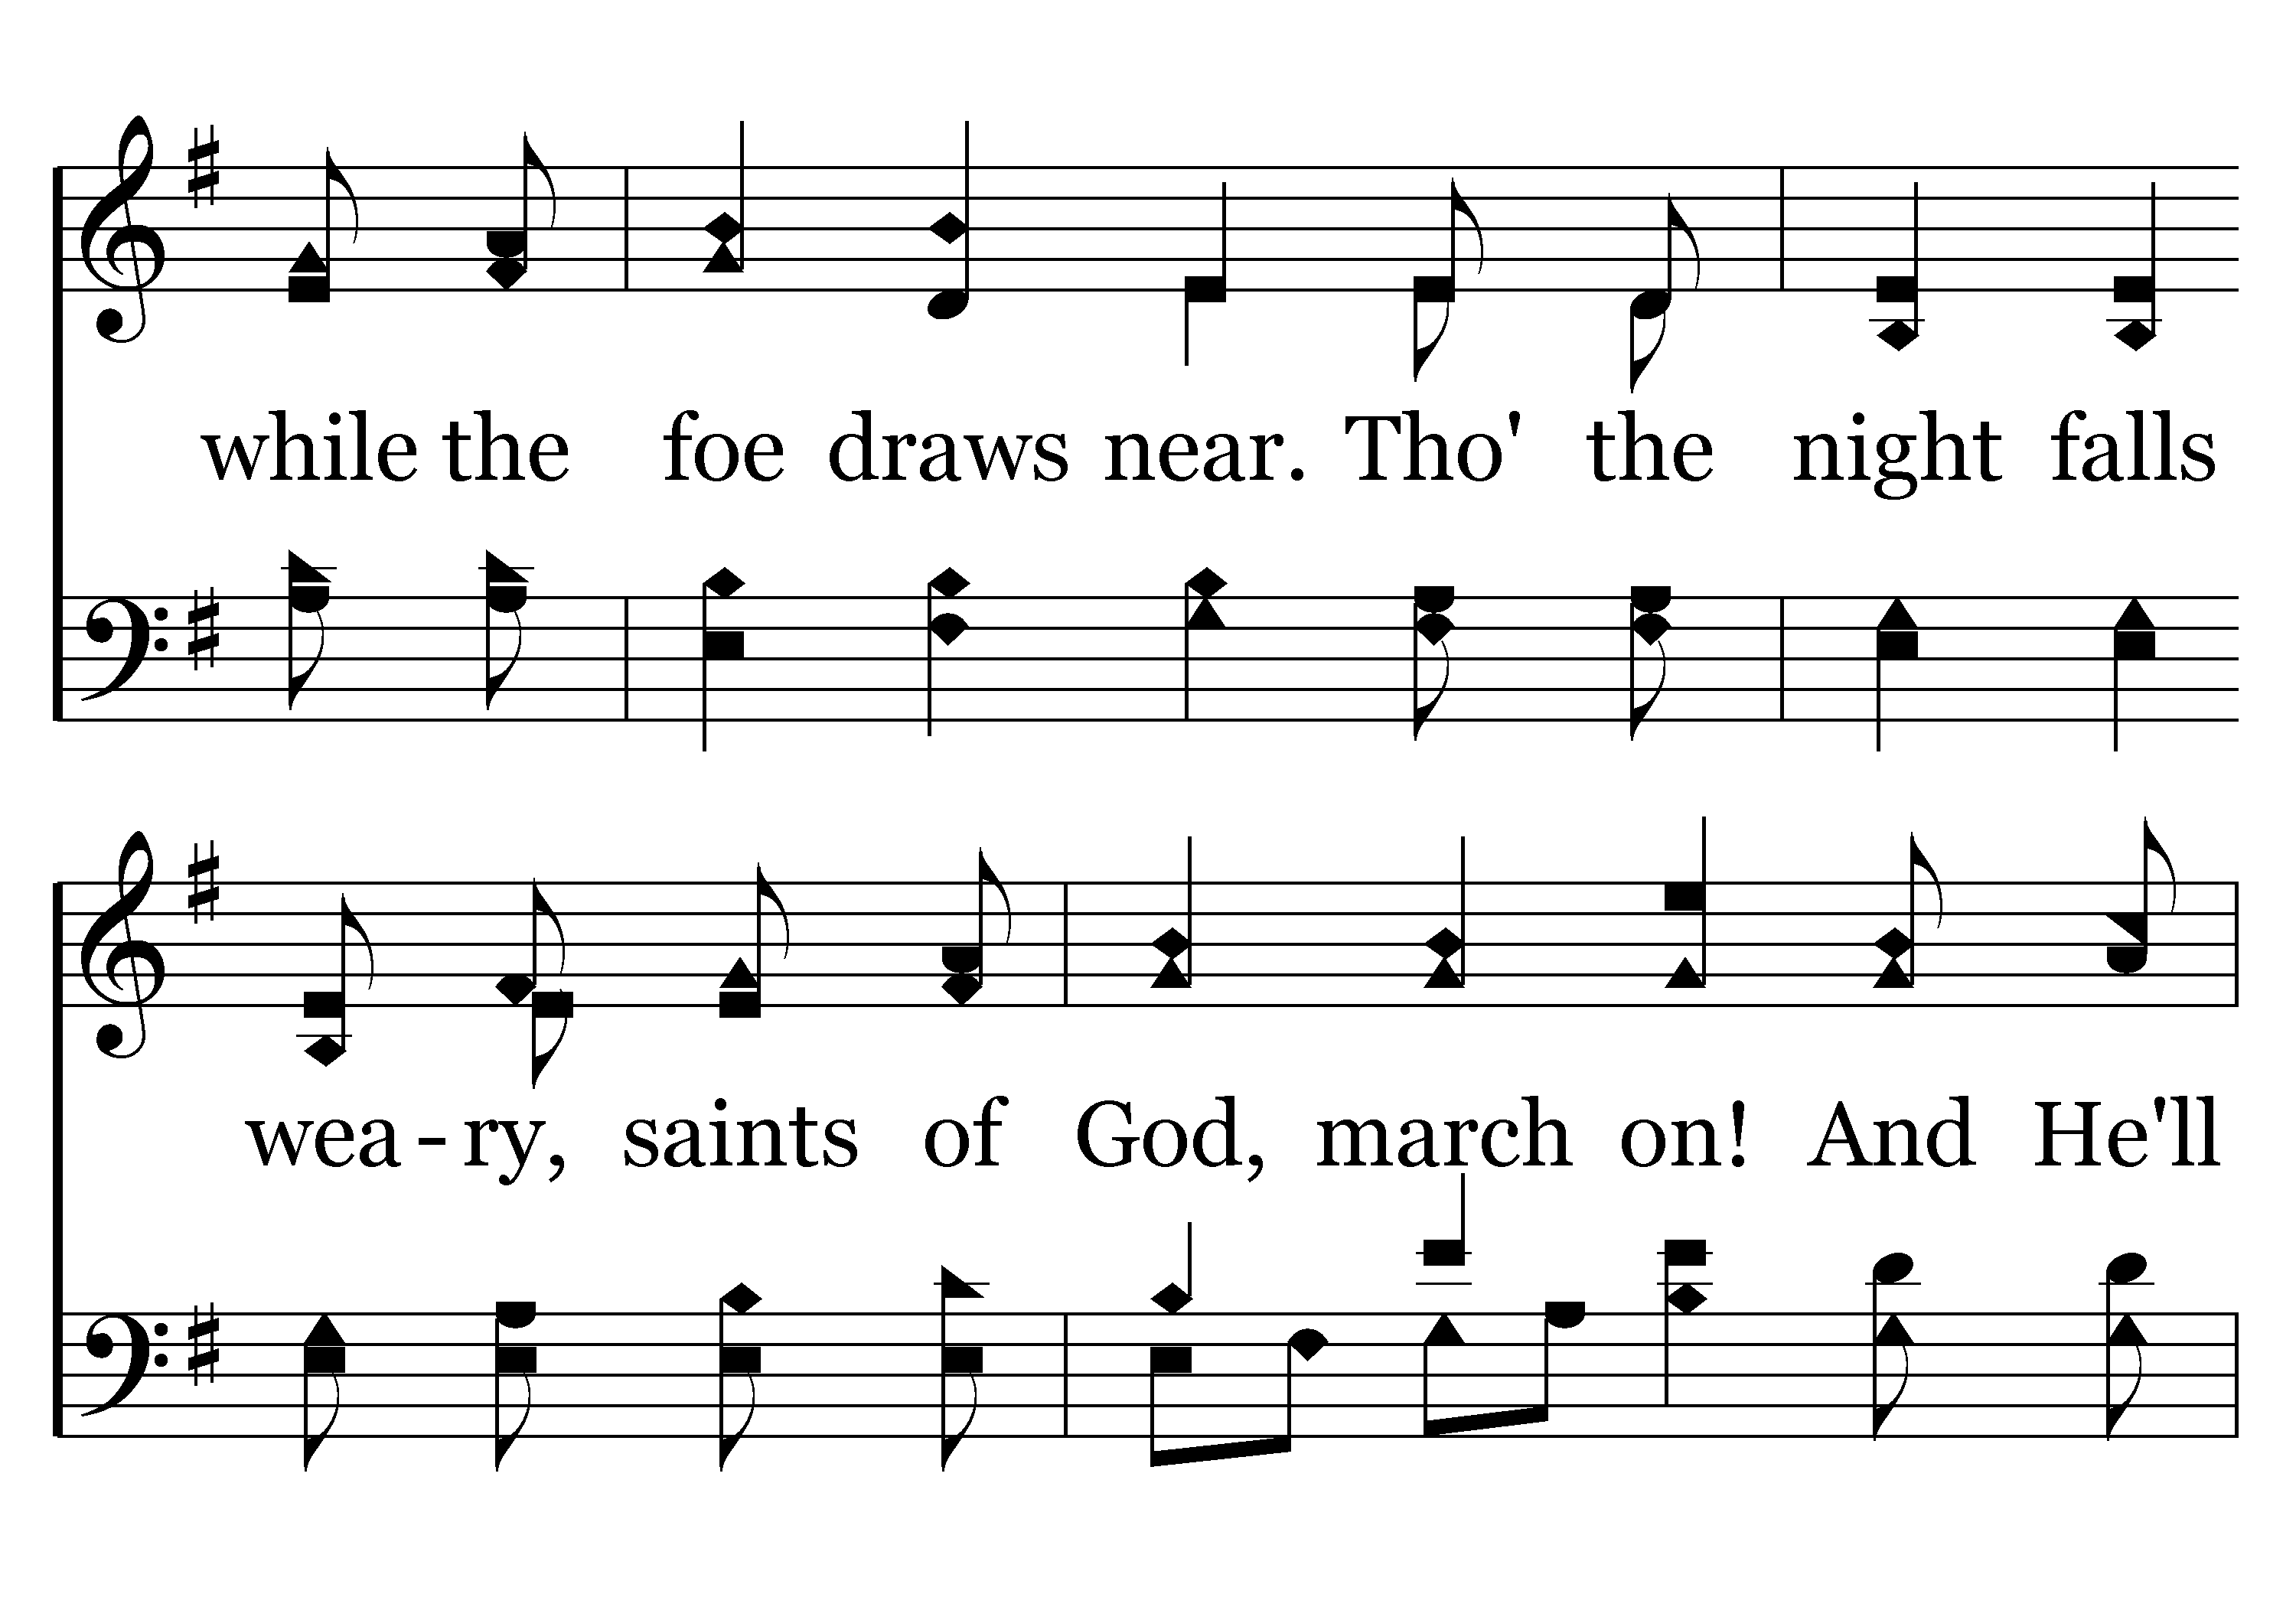 while the foe draws near. Tho' the night falls
wea - ry, saints of God, march on! And He'll